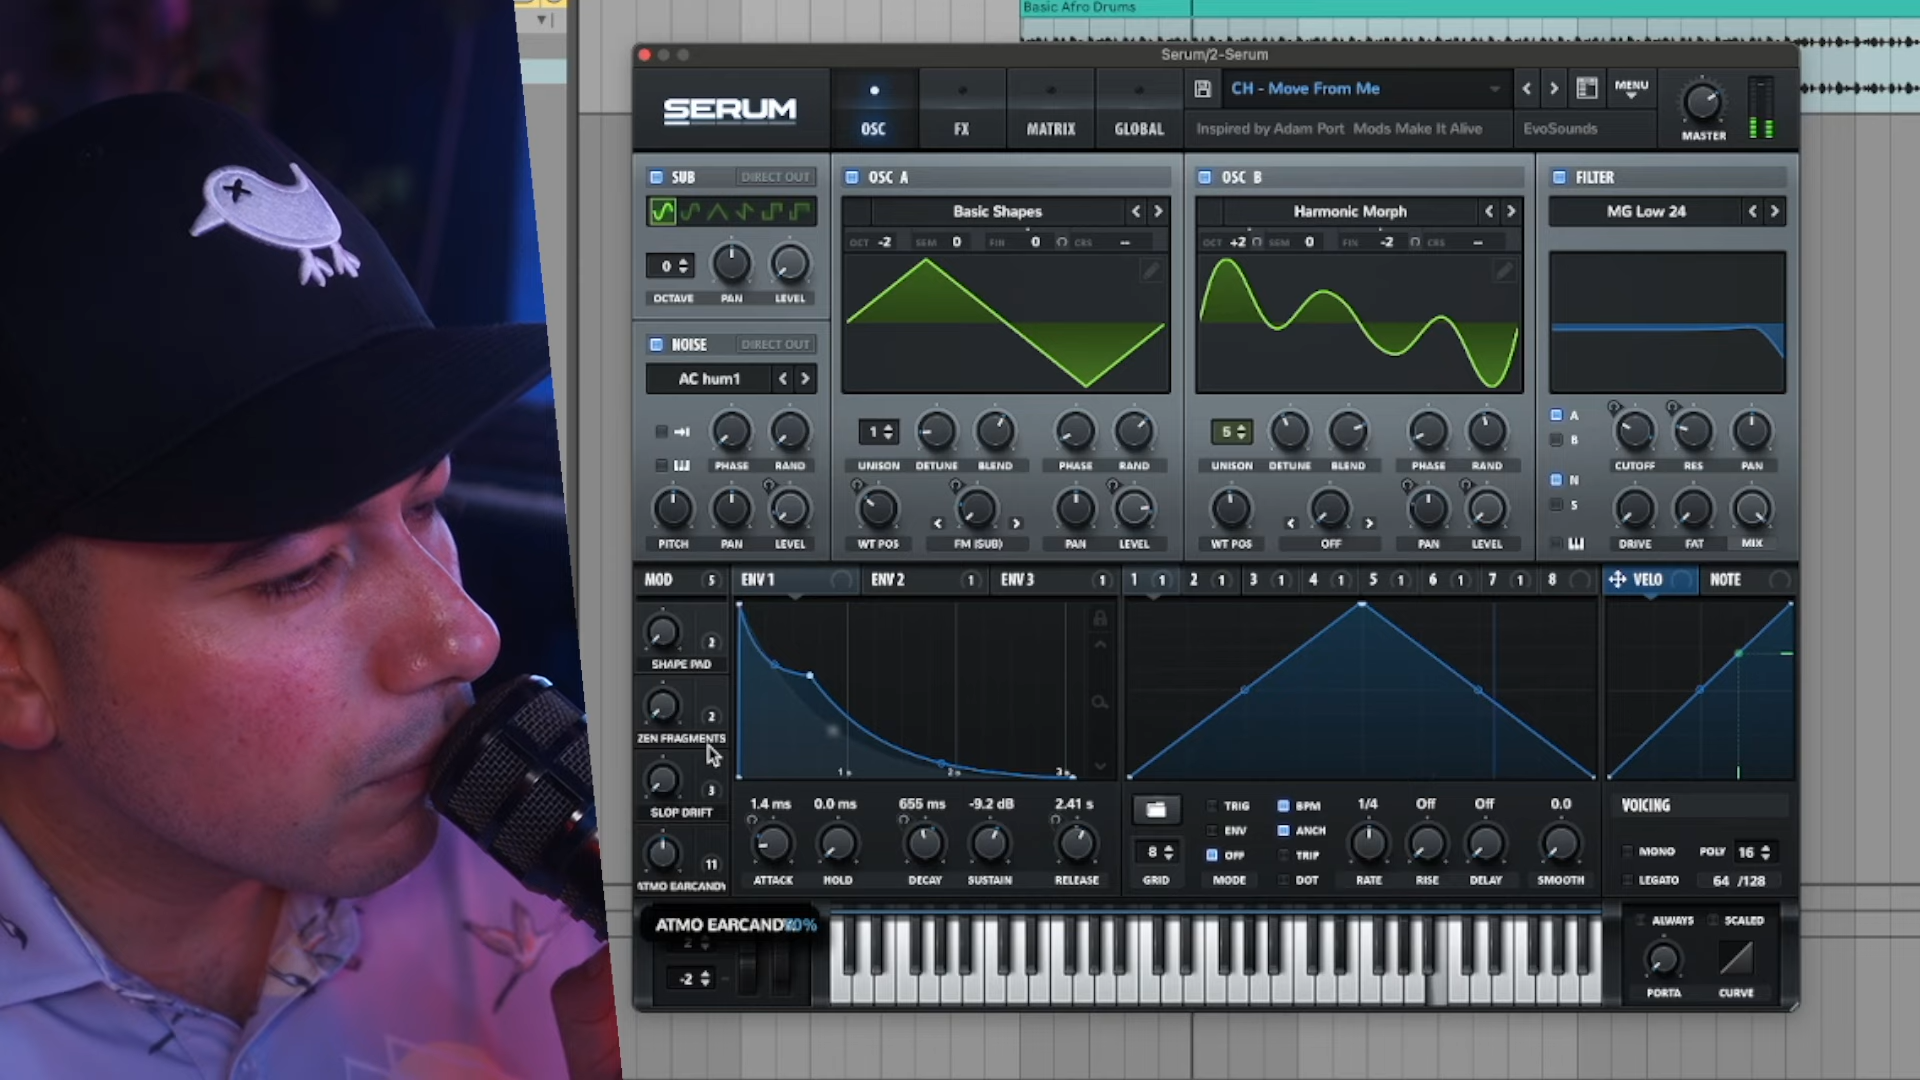 Basic Afro Drums
Serum/2-Serum
SERUM
OSC
FX
MATRIX
GLOBAL
CH - Move From Me
MENU
Inspired by Adam Port Mods Make It Alive
EvoSounds
MASTER
SUB
DIRECT OUT
OSC A
OSC B
FILTER
Basic Shapes
Harmonic Morph
MG Low 24
OCT -2 SEM 0 FIN 0 CRS --
OCT +2 SEM 0 FIN -2 CRS --
0
OCTAVE
PAN
LEVEL
NOISE
DIRECT OUT
AC hum1
1
5
A
B
PHASE
RAND
UNISON
DETUNE
BLEND
PHASE
RAND
UNISON
DETUNE
BLEND
PHASE
RAND
CUTOFF
RES
PAN
N
S
PITCH
PAN
LEVEL
WT POS
FM (SUB)
PAN
LEVEL
WT POS
OFF
PAN
LEVEL
DRIVE
FAT
MIX
MOD 5
ENV 1
ENV 2 1
ENV 3 1
1 1
2 1
3 1
4 1
5 1
6 1
7 1
8
VELO
NOTE
2
SHAPE PAD
2
ZEN FRAGMENTS
3
SLOP DRIFT
11
ATMO EARCANDY
1s
2s
3s
1.4 ms
0.0 ms
655 ms
-9.2 dB
2.41 s
ATTACK
HOLD
DECAY
SUSTAIN
RELEASE
8
GRID
TRIG
ENV
OFF
MODE
BPM
ANCH
TRIP
DOT
1/4
Off
Off
0.0
RATE
RISE
DELAY
SMOOTH
VOICING
MONO
POLY 16
LEGATO
64 /128
ATMO EARCANDY
2
-2
ALWAYS
SCALED
PORTA
CURVE